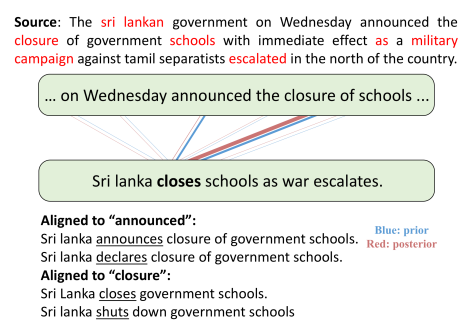 Source: The sri lankan government on Wednesday announced the
closure of government schools with immediate effect as a military
campaign against tamil separatists escalated in the north of the country.
... on Wednesday announced the closure of schools ...
Sri lanka closes schools as war escalates.
Aligned to “announced”:
Sri lanka announces closure of government schools.
Sri lanka declares closure of government schools.
Blue: prior
Red: posterior
Aligned to “closure”:
Sri Lanka closes government schools.
Sri lanka shuts down government schools